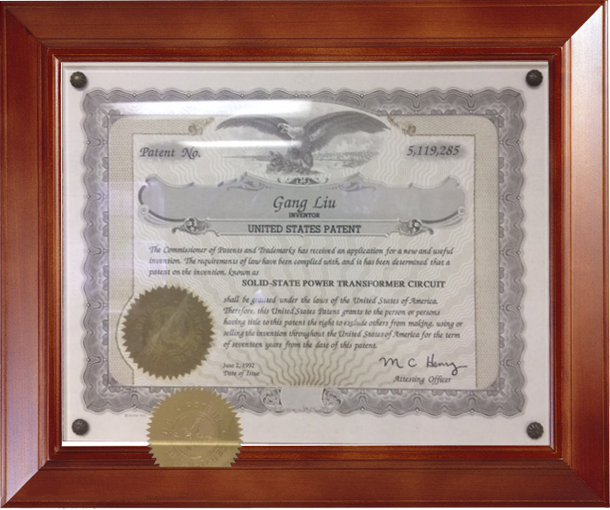 Patent No. 5,119,285
Gang Liu
INVENTOR
UNITED STATES PATENT
The Commissioner of Patents and Trademarks has received an application for a new and useful
invention. The requirements of law have been complied with, and it has been determined that a
patent on the invention, known as
SOLID-STATE POWER TRANSFORMER CIRCUIT
shall be granted under the laws of the United States of America.
Therefore, this United States Patent grants to the person or persons
having title to this patent the right to exclude others from making, using or
selling the invention throughout the United States of America for the term
of seventeen years from the date of this patent.
June 2, 1992
Date of Issue
M C Henry
Attesting Officer